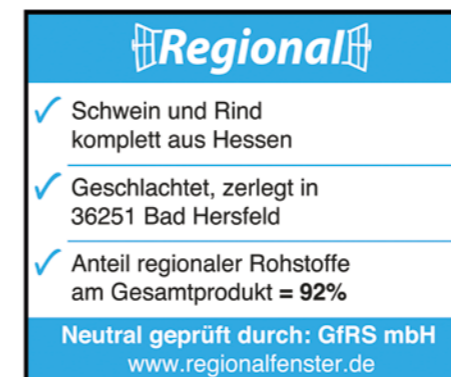 Regional
Schwein und Rind
komplett aus Hessen
Geschlachtet, zerlegt in
36251 Bad Hersfeld
Anteil regionaler Rohstoffe
am Gesamtprodukt = 92%
Neutral geprüft durch: GfRS mbH
www.regionalfenster.de